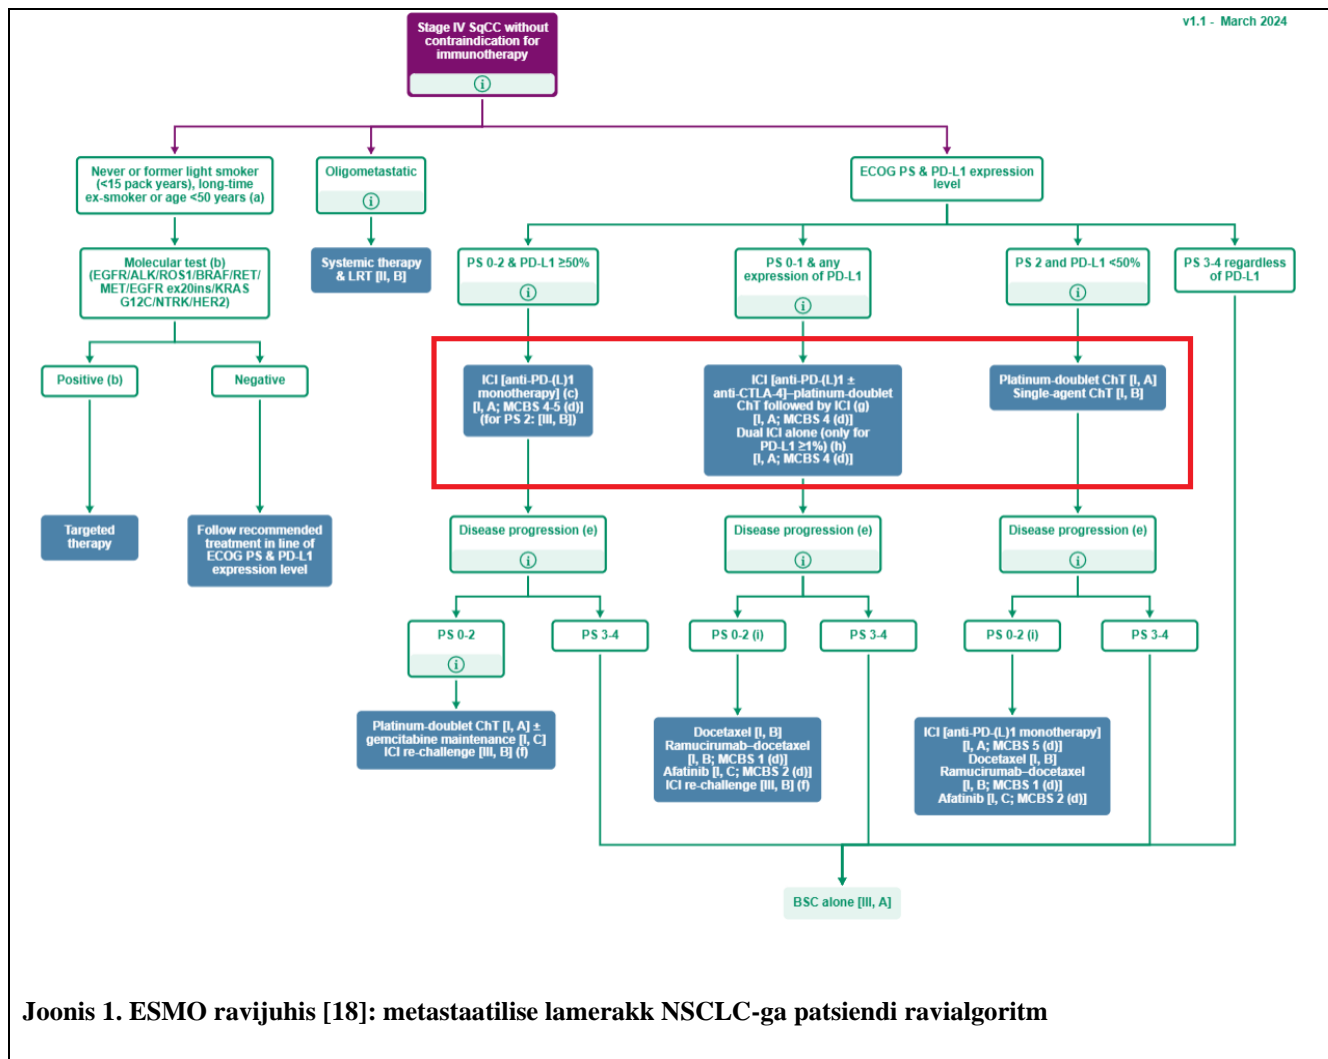 v1.1 - March 2024
Stage IV SqCC without
contraindication for
immunotherapy
i
Never or former light smoker
(<15 pack years), long-time
ex-smoker or age <50 years (a)
Oligometastatic
i
ECOG PS & PD-L1 expression
level
Molecular test (b)
(EGFR/ALK/ROS1/BRAF/RET/
MET/EGFR ex20ins/KRAS
G12C/NTRK/HER2)
Systemic therapy
& LRT [II, B]
PS 0-2 & PD-L1 ≥50%
i
PS 0-1 & any
expression of PD-L1
i
PS 2 and PD-L1 <50%
i
PS 3-4 regardless
of PD-L1
Positive (b)
Negative
ICI [anti-PD-(L)1
monotherapy] (c)
[I, A; MCBS 4-5 (d)]
(for PS 2: [III, B])
ICI [anti-PD-(L)1 ±
anti-CTLA-4]–platinum-doublet
ChT followed by ICI (g)
[I, A; MCBS 4 (d)]
Dual ICI alone (only for
PD-L1 ≥1%) (h)
[I, A; MCBS 4 (d)]
Platinum-doublet ChT [I, A]
Single-agent ChT [I, B]
Targeted
therapy
Follow recommended
treatment in line of
ECOG PS & PD-L1
expression level
Disease progression (e)
i
Disease progression (e)
i
Disease progression (e)
i
PS 0-2
i
PS 3-4
PS 0-2 (i)
PS 3-4
PS 0-2 (i)
PS 3-4
Platinum-doublet ChT [I, A] ±
gemcitabine maintenance [I, C]
ICI re-challenge [III, B] (f)
Docetaxel [I, B]
Ramucirumab–docetaxel
[I, B; MCBS 1 (d)]
Afatinib [I, C; MCBS 2 (d)]
ICI re-challenge [III, B] (f)
ICI [anti-PD-(L)1 monotherapy]
[I, A; MCBS 5 (d)]
Docetaxel [I, B]
Ramucirumab–docetaxel
[I, B; MCBS 1 (d)]
Afatinib [I, C; MCBS 2 (d)]
BSC alone [III, A]
Joonis 1. ESMO ravijuhis [18]: metastaatilise lamerakk NSCLC-ga patsiendi ravialgoritm